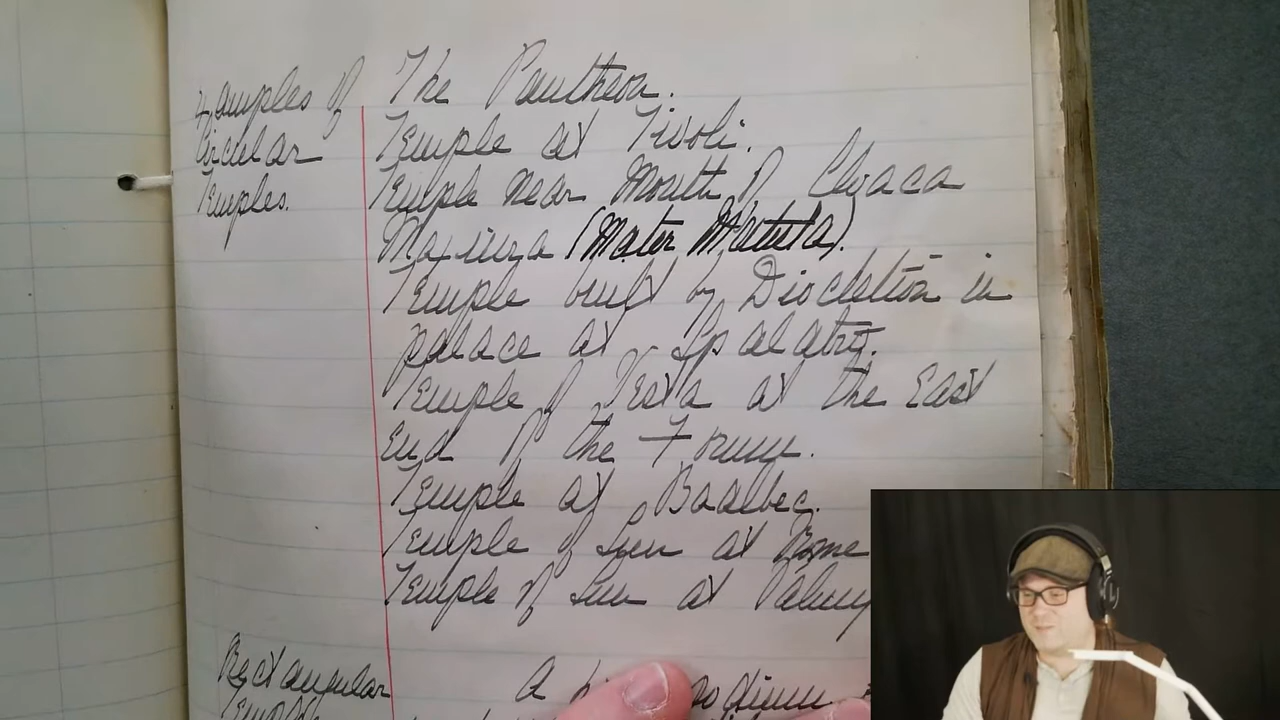 Examples of
Circular
Temples.
The Pantheon.
Temple at Tivoli.
Temple near Mouth of Cloaca
Maxima (Mater Matuta).
Temple built by Diocletian in
palace at Spalatro.
Temple of Vesta at the East
End of the Forum.
Temple at Baalbec.
Temple of Sun at Rome
Temple of Sun at
Rectangular
Temple
A